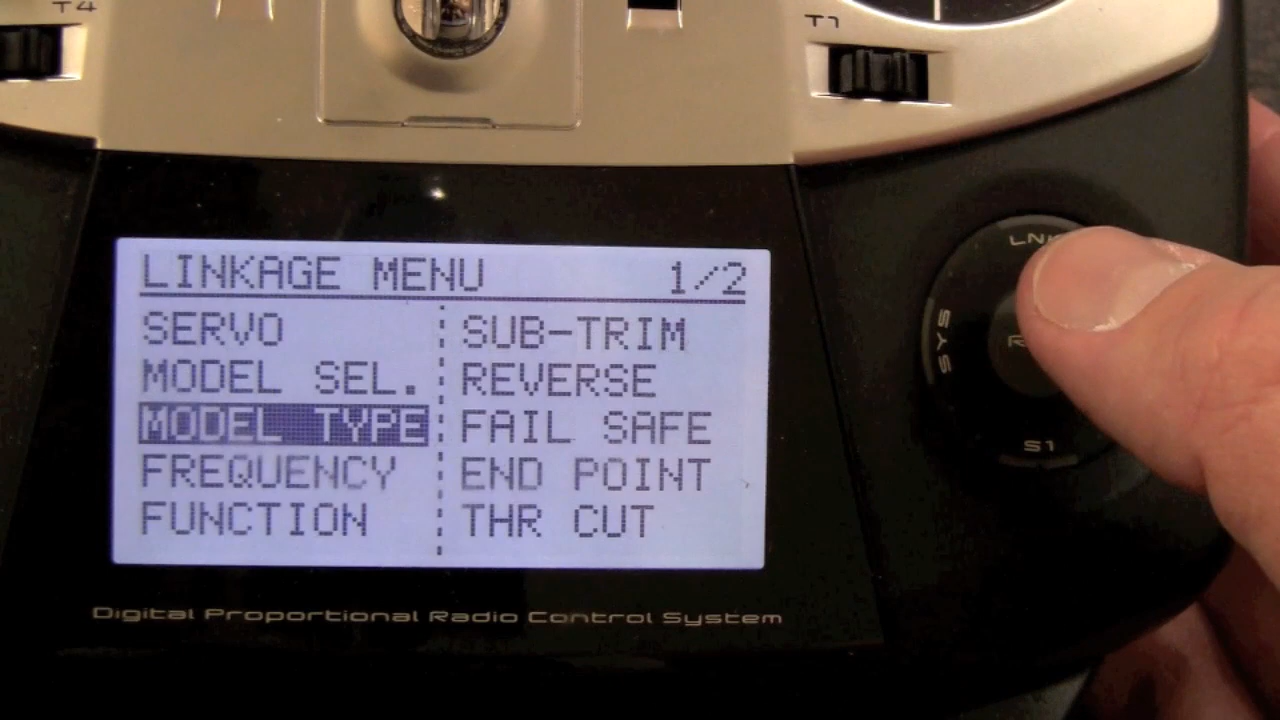 T4
T1
LINKAGE MENU 1/2
SERVO SUB-TRIM
MODEL SEL. REVERSE
MODEL TYPE FAIL SAFE
FREQUENCY END POINT
FUNCTION THR CUT
SYS
S1
Digital Proportional Radio Control System